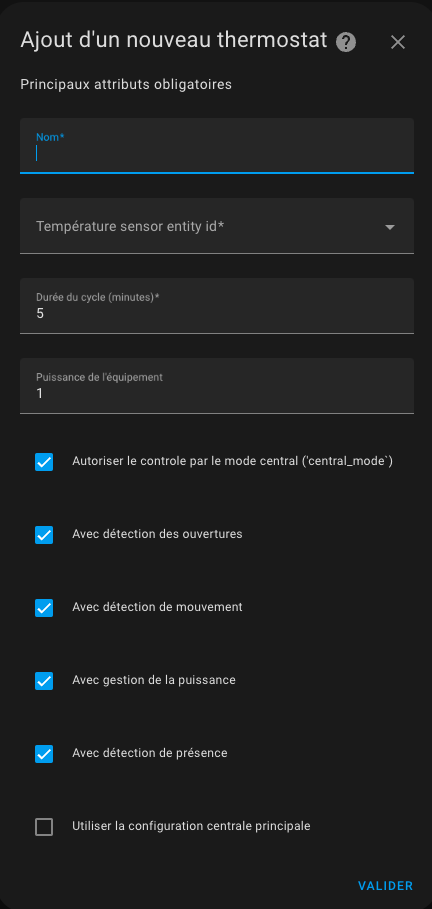 Ajout d'un nouveau thermostat ?
Principaux attributs obligatoires
Nom*
Température sensor entity id*
Durée du cycle (minutes)*
5
Puissance de l'équipement
1
Autoriser le controle par le mode central ('central_mode`)
Avec détection des ouvertures
Avec détection de mouvement
Avec gestion de la puissance
Avec détection de présence
Utiliser la configuration centrale principale
VALIDER